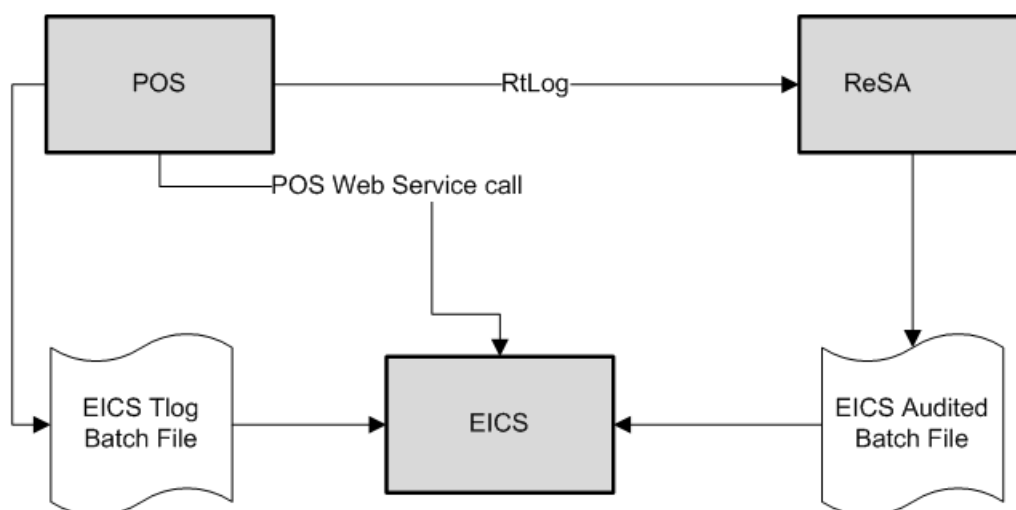 POS
RtLog
ReSA
POS Web Service call
EICS Tlog
Batch File
EICS
EICS Audited
Batch File